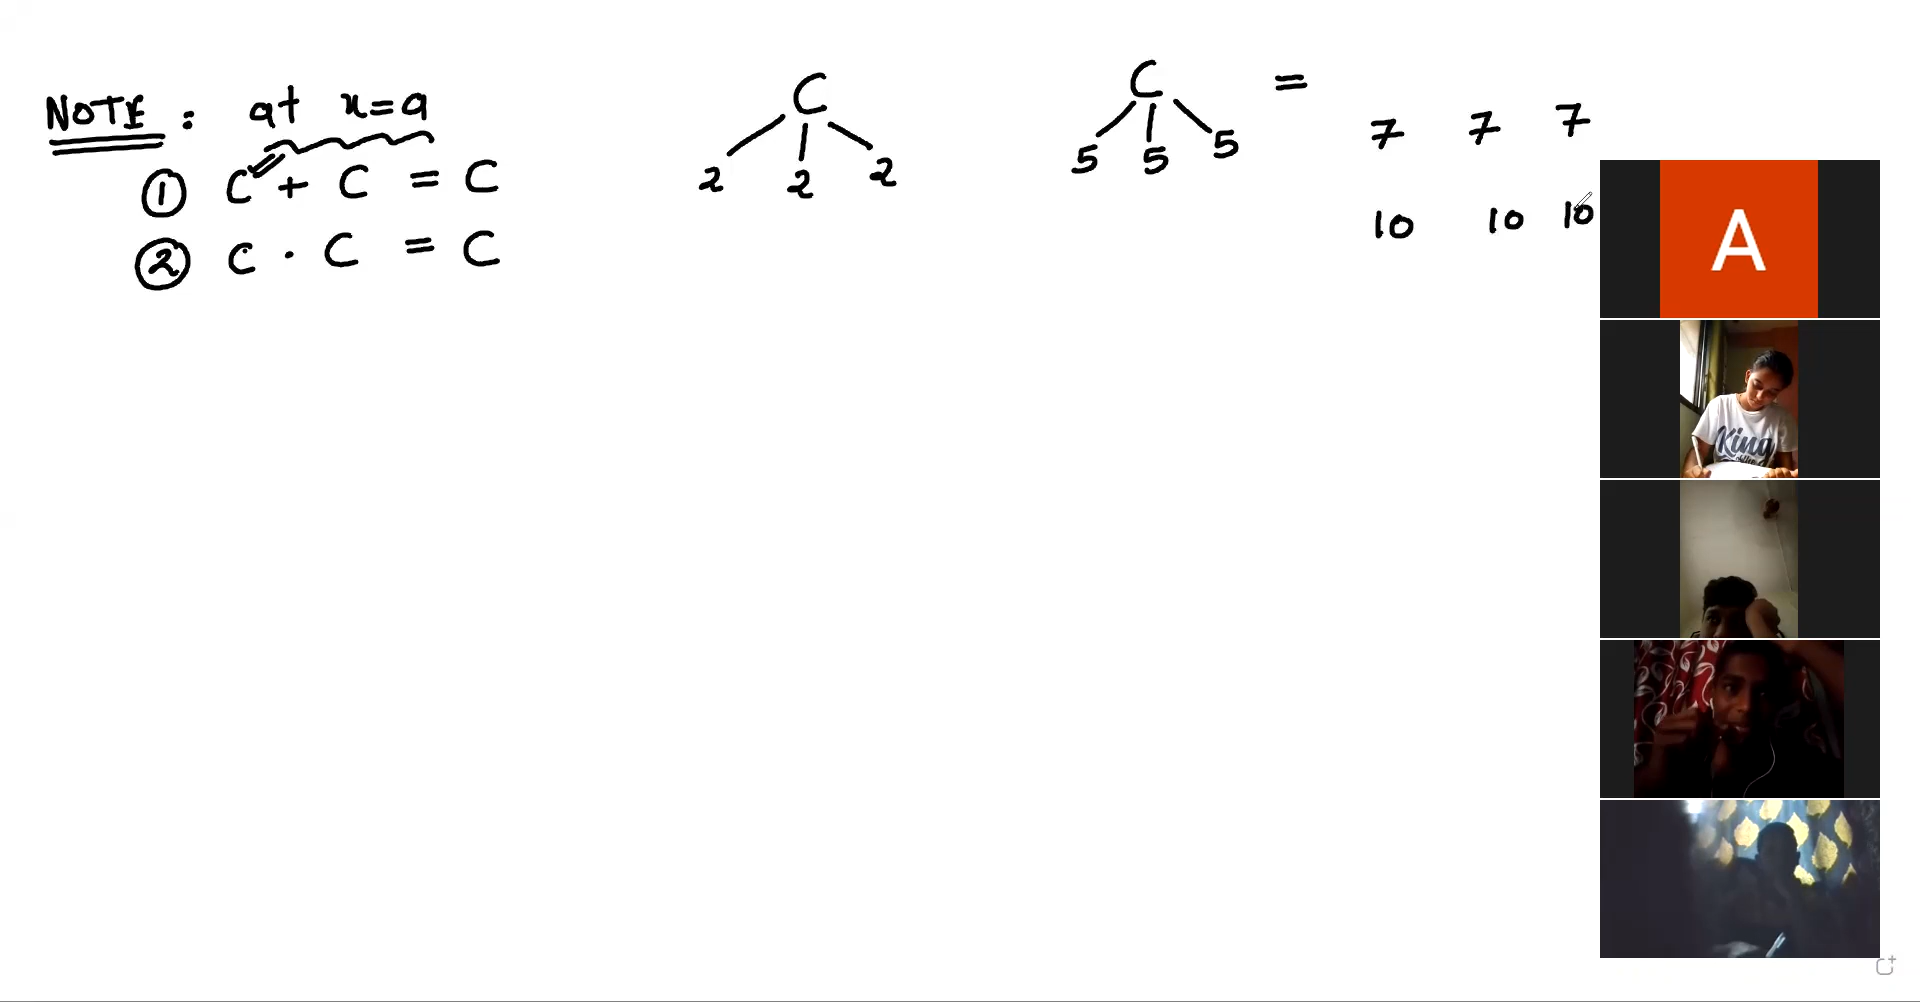 NOTE : at x=a
① C + C = C
② C · C = C
C
2 2 2
C =
5 5 5
7 7 7
10 10 10
A
King